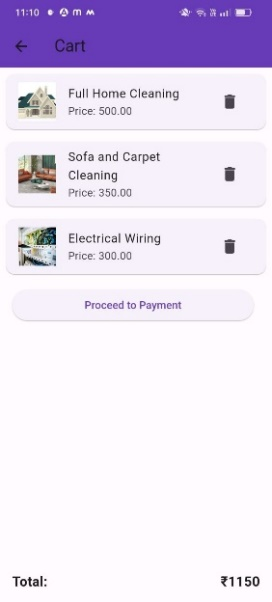 11:10
Cart
Full Home Cleaning
Price: 500.00
Sofa and Carpet
Cleaning
Price: 350.00
Electrical Wiring
Price: 300.00
Proceed to Payment
Total: ₹1150